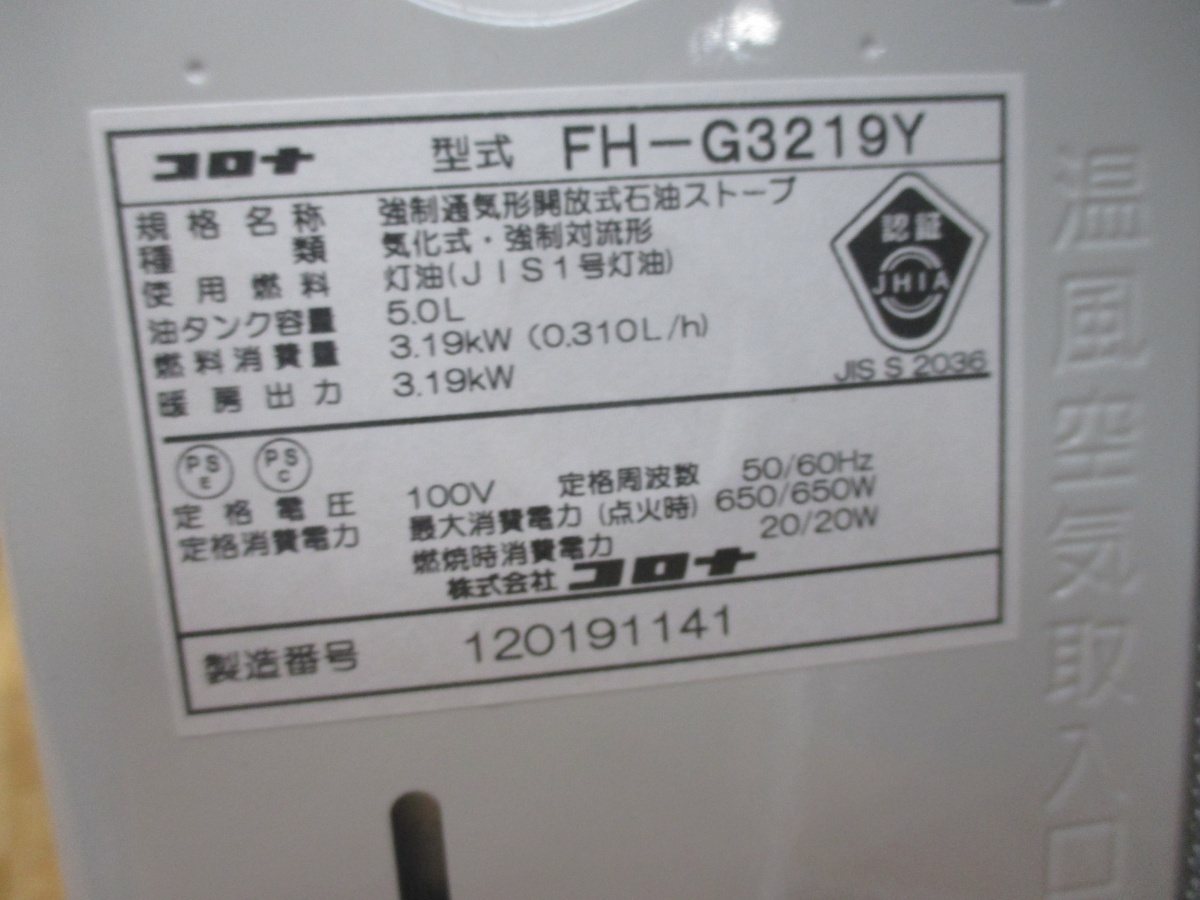 コロナ 型式 FH-G3219Y
規格名称 強制通気形開放式石油ストーブ
種類 気化式・強制対流形
使用燃料 灯油(JIS1号灯油)
油タンク容量 5.0L
燃料消費量 3.19kW (0.310L/h)
暖房出力 3.19kW
認証
JHIA
JIS S 2036
PS E PS C
定格電圧 100V 定格周波数 50/60Hz
定格消費電力 最大消費電力 (点火時) 650/650W
燃焼時消費電力 20/20W
株式会社 コロナ
製造番号 120191141
温風空気取入口